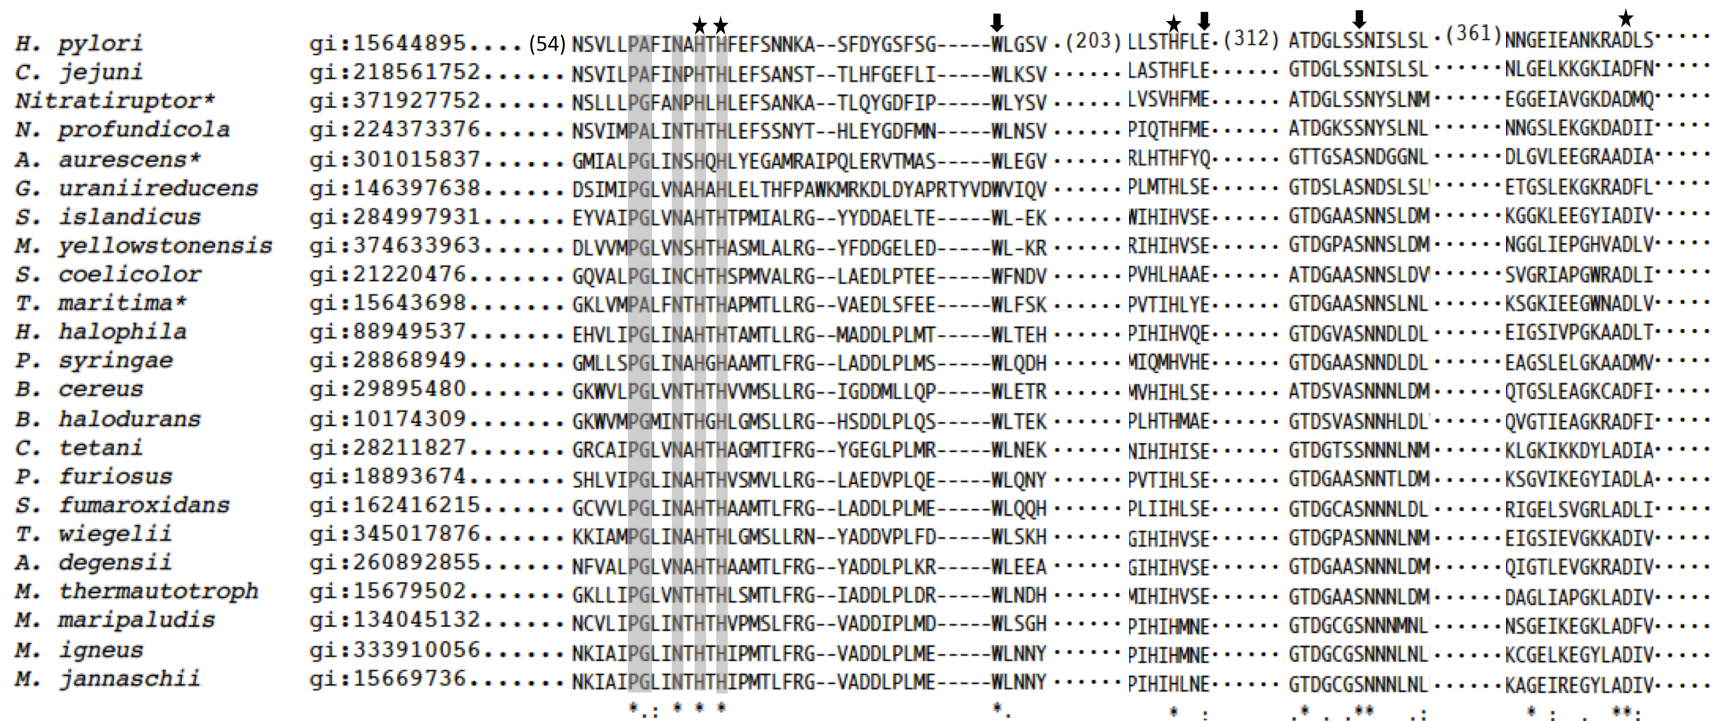 H. pylori gi:15644895.... (54) NSVLLPAFINAHTHFEFSNNKA--SFDYGSFSG-----WLGSV ·(203) LLSTHFLE·(312) ATDGLSSNISLSL ·(361) NNGEIEANKRADLS·····
C. jejuni gi:218561752...... NSVILPAFINPHTHLEFSANST--TLHFGEFLI-----WLKSV ······ LASTHFLE······ GTDGLSSNISLSL ······NLGELKKGKIADFN·····
Nitratiruptor* gi:371927752...... NSLLLPGFANPHLHLEFSANKA--TLQYGDFIP-----WLYSV ······ LVSVHFME······ ATDGLSSNYSLNM ······EGGEIAVGKDADMQ·····
N. profundicola gi:224373376...... NSVIMPALINTHTHLEFSSNYT--HLEYGDFMN-----WLNSV ······ PIQTHFME······ ATDGKSSNYSLNL ······NNGSLEKGKDADII·····
A. aurescens* gi:301015837...... GMIALPGLINSHQHLYEGAMRAIPQLERVTMAS-----WLEGV ······ RLHTHFYQ······ GTTGSASNDGGNL ······DLGVLEEGRAADIA·····
G. uraniireducens gi:146397638...... DSIMIPGLVNAHAHLELTHFPAWKMRKDLDYAPRTYVDWVIQV ······ PLMTHLSE······ GTDSLASNDSLSL ······ETGSLEKGKRADFL·····
S. islandicus gi:284997931...... EYVAIPGLVNAHTHTPMIALRG--YYDDAELTE-----WL-EK ······ WIHIHVSE······ GTDGAASNNSLDM ······KGGKLEEGYIADIV·····
M. yellowstonensis gi:374633963...... DLVVMPGLVNSHTHASMLALRG--YFDDGELED-----WL-KR ······ RIHIHVSE······ GTDGPASNNSLDM ······NGGLIEPGHVADLV·····
S. coelicolor gi:21220476....... GQVALPGLINCHTHSPMVALRG--LAEDLPTEE-----WFNDV ······ PVHLHAAE······ ATDGAASNNSLDV ······SVGRIAPGWRADLI·····
T. maritima* gi:15643698....... GKLVMPALFNTHTHAPMTLLRG--VAEDLSFEE-----WLFSK ······ PVTIHLYE······ GTDGAASNNSLNL ······KSGKIEEGWNADLV·····
H. halophila gi:88949537....... EHVLIPGLINAHTHTAMTLLRG--MADDLPLMT-----WLTEH ······ PIHIHVQE······ GTDGVASNNDLDL ······EIGSIVPGKAADLT·····
P. syringae gi:28868949....... GMLLSPGLINAHGHAAMTLFRG--LADDLPLMS-----WLQDH ······ MIQMHVHE······ GTDGAASNNDLDL ······EAGSLELGKAADMV·····
B. cereus gi:29895480....... GKWVLPGLVNTHTHVVMSLLRG--IGDDMLLQP-----WLETR ······ MVHIHLSE······ ATDSVASNNNLDM ······QTGSLEAGKCADFI·····
B. halodurans gi:10174309....... GKWVMPGMINTHGHLGMSLLRG--HSDDLPLQS-----WLTEK ······ PLHTHMAE······ GTDSVASNNHLDL ······QVGTIEAGKRADFI·····
C. tetani gi:28211827....... GRCAIPGLVNAHTHAGMTIFRG--YGEGLPLMR-----WLNEK ······ NIHIHISE······ GTDGTSSNNNLNM ······KLGKIKKDYLADIA·····
P. furiosus gi:18893674....... SHLVIPGLINAHTHVSMVLLRG--LAEDVPLQE-----WLQNY ······ PVTIHLSE······ GTDGAASNNTLDM ······KSGVIKEGYIADLA·····
S. fumaroxidans gi:162416215...... GCVVLPGLINAHTHAAMTLFRG--LADDLPLME-----WLQQH ······ PLIIHLSE······ GTDGCASNNNLDL ······RIGELSVGRLADLI·····
T. wiegelii gi:345017876...... KKIAMPGLINAHTHLGMSLLRN--YADDVPLFD-----WLSKH ······ GIHIHVSE······ GTDGPASNNNLNM ······EIGSIEVGKKADIV·····
A. degensii gi:260892855...... NFVALPGLINAHTHAAMTLFRG--YADDLPLKR-----WLEEA ······ GIHIHVSE······ GTDGAASNNNLDM ······QIGTLEVGKRADIV·····
M. thermautotroph gi:15679502....... GKLLIPGLVNTHTHLSMTLFRG--IADDLPLDR-----WLNDH ······ MIHIHVSE······ GTDGAASNNNLDM ······DAGLIAPGKLADIV·····
M. maripaludis gi:134045132...... NCVLIPGLINTHTHVPMSLFRG--VADDIPLMD-----WLSGH ······ PIHIHMNE······ GTDGCGSNNNMNL ······NSGEIKEGKLADFV·····
M. igneus gi:333910056...... NKIAIPGLINTHTHIPMTLFRG--VADDLPLME-----WLNNY ······ PIHIHMNE······ GTDGCGSNNNLNL ······KCGELKEGYLADIV·····
M. jannaschii gi:15669736....... NKIAIPGLINTHTHIPMTLFRG--VADDLPLME-----WLNNY ······ PIHIHLNE······ GTDGCGSNNNLNL ······KAGEIREGYLADIV·····
*.: * * * *. * : .* . .** .: * : . **: